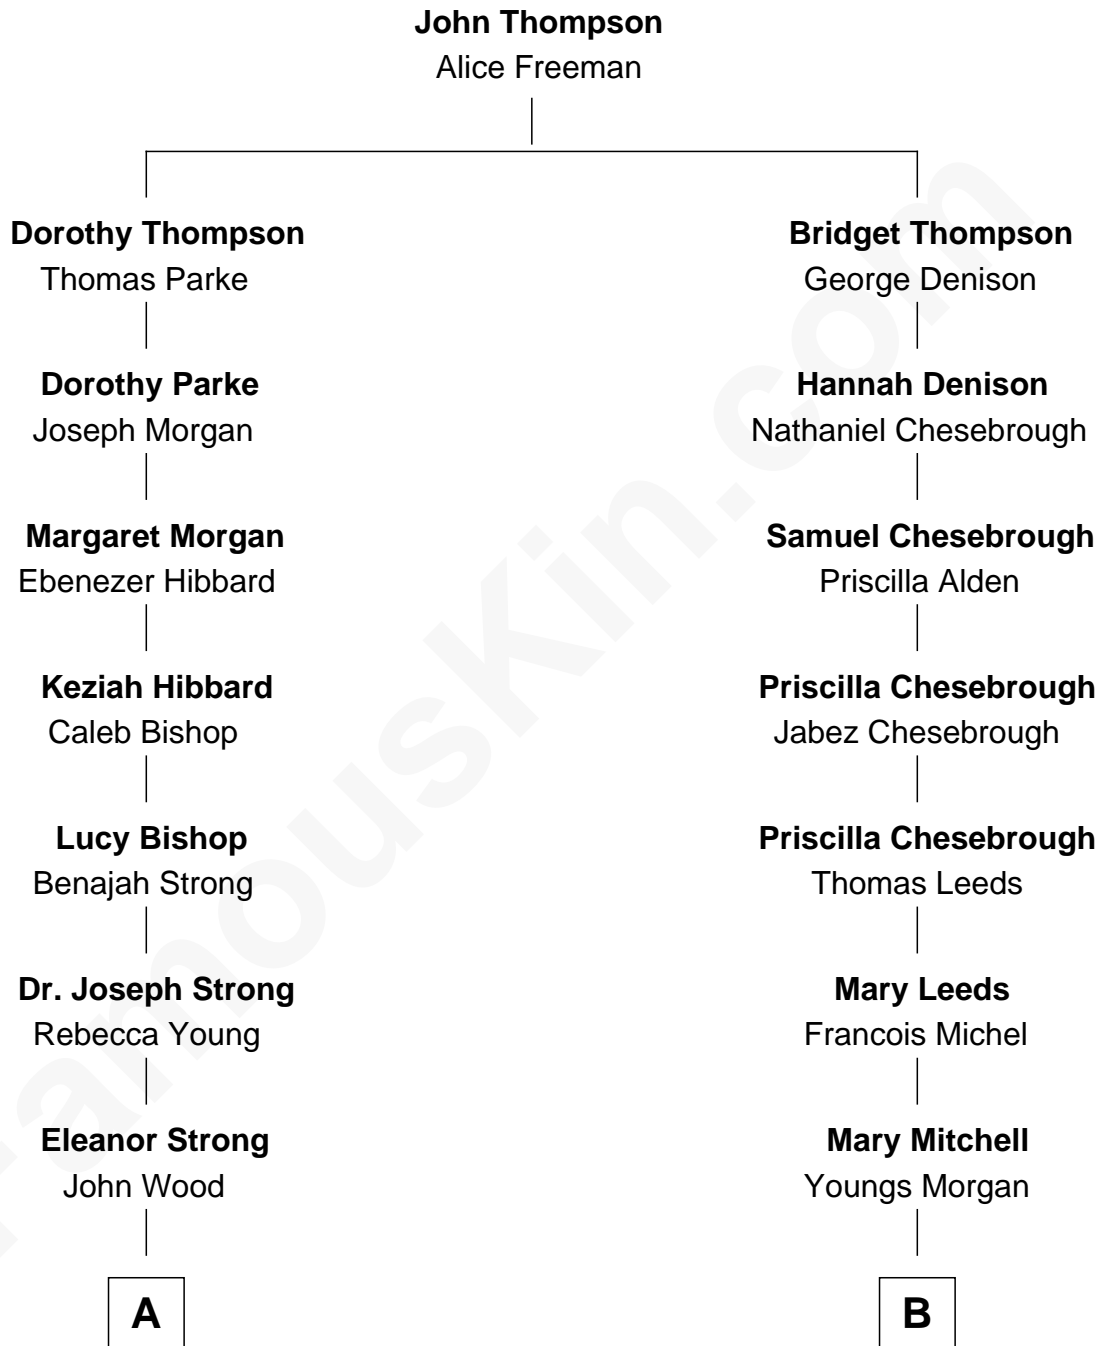 John Thompson
Alice Freeman
Dorothy Thompson
Thomas Parke
Bridget Thompson
George Denison
Dorothy Parke
Joseph Morgan
Hannah Denison
Nathaniel Chesebrough
Margaret Morgan
Ebenezer Hibbard
Samuel Chesebrough
Priscilla Alden
Keziah Hibbard
Caleb Bishop
Priscilla Chesebrough
Jabez Chesebrough
Lucy Bishop
Benajah Strong
Priscilla Chesebrough
Thomas Leeds
Dr. Joseph Strong
Rebecca Young
Mary Leeds
Francois Michel
Eleanor Strong
John Wood
Mary Mitchell
Youngs Morgan
A
B
FamousKin.com